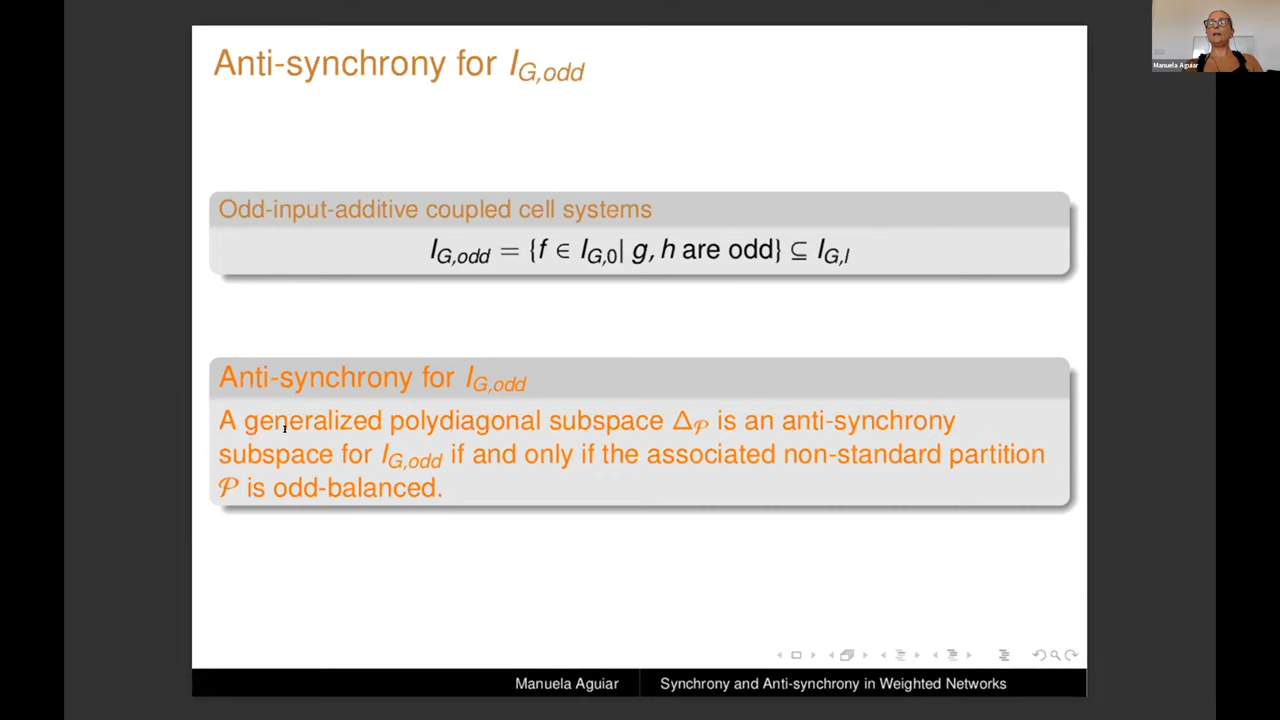 Anti-synchrony for I_{G,odd}
Manuela Aguiar
Odd-input-additive coupled cell systems
I_{G,odd} = {f ∈ I_{G,0}| g, h are odd} ⊆ I_{G,l}
Anti-synchrony for I_{G,odd}
A generalized polydiagonal subspace Δ_𝒫 is an anti-synchrony
subspace for I_{G,odd} if and only if the associated non-standard partition
𝒫 is odd-balanced.
Manuela Aguiar
Synchrony and Anti-synchrony in Weighted Networks